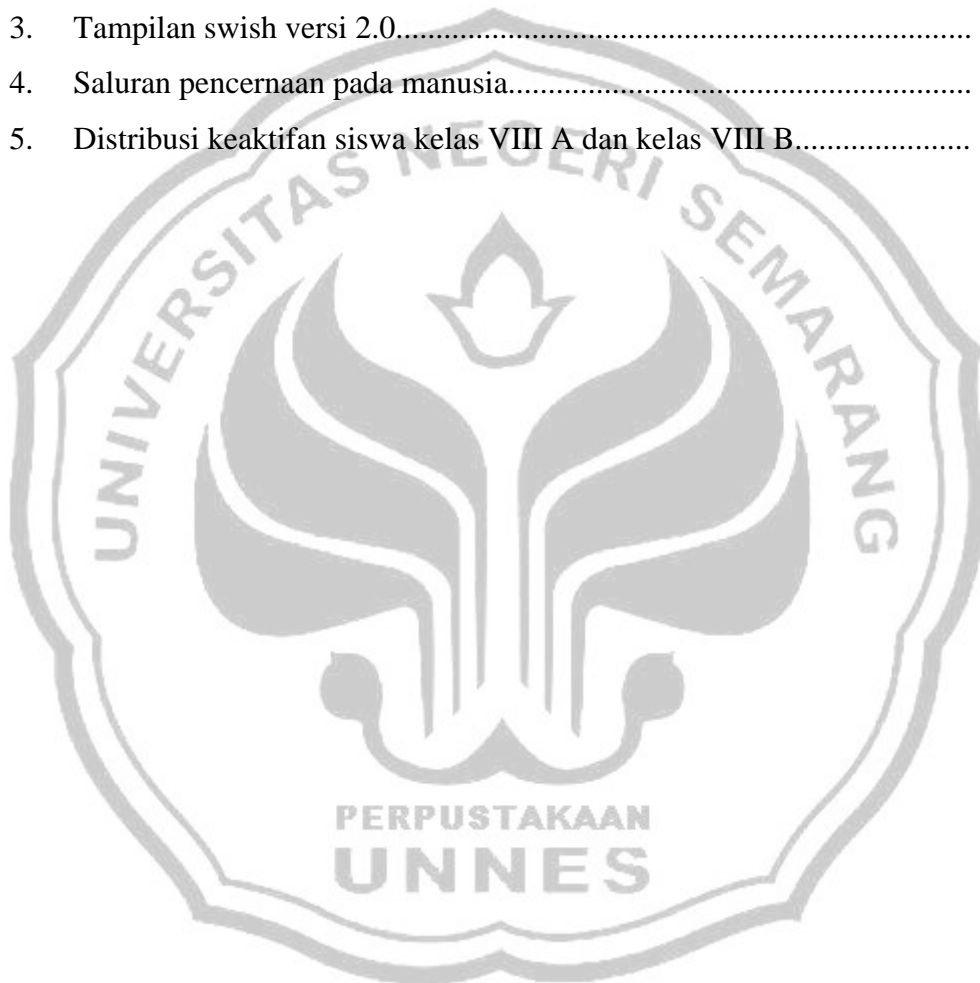 3. Tampilan swish versi 2.0......................................................................
4. Saluran pencernaan pada manusia.........................................................
5. Distribusi keaktifan siswa kelas VIII A dan kelas VIII B.....................
UNIVERSITAS NEGERI SEMARANG
PERPUSTAKAAN
UNNES